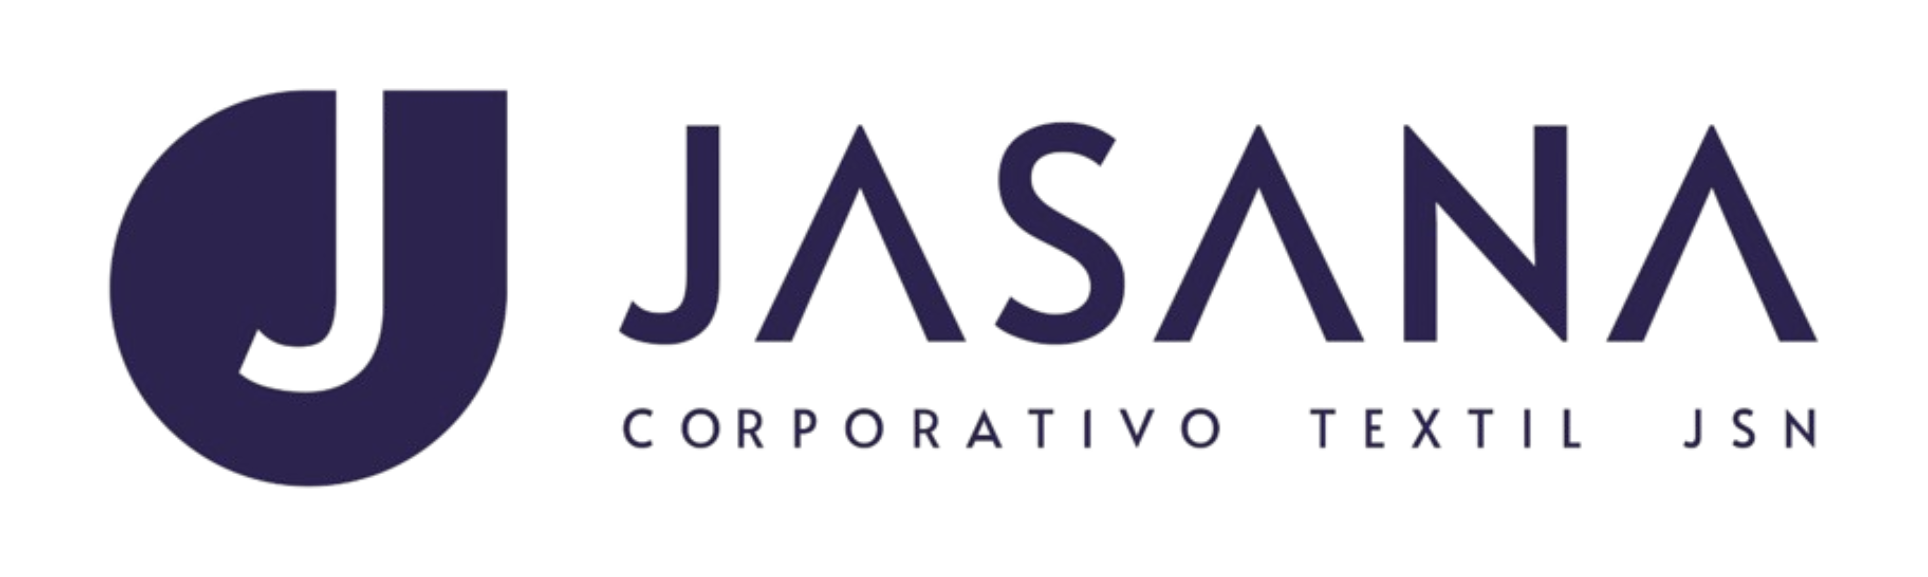 J
JASANA
CORPORATIVO TEXTIL JSN